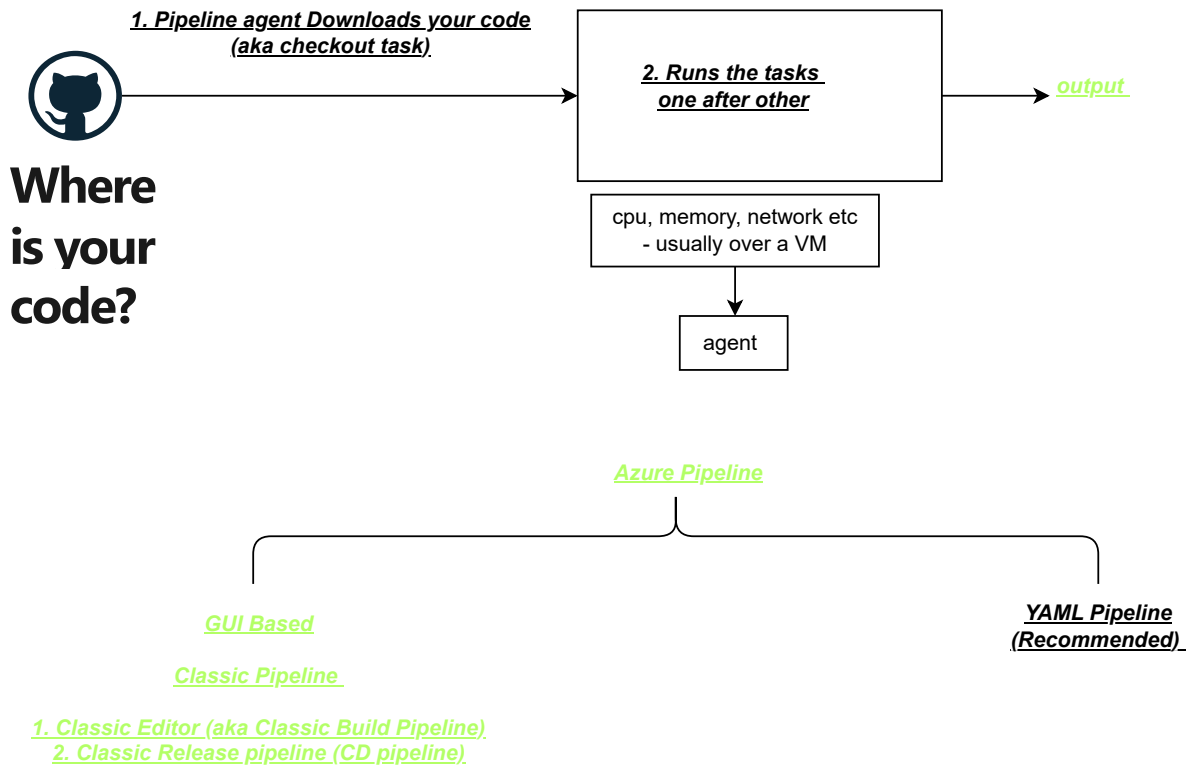 1. Pipeline agent Downloads your code
(aka checkout task)
2. Runs the tasks
one after other
output
Where
is your
code?
cpu, memory, network etc
- usually over a VM
agent
Azure Pipeline
GUI Based
Classic Pipeline
1. Classic Editor (aka Classic Build Pipeline)
2. Classic Release pipeline (CD pipeline)
YAML Pipeline
(Recommended)